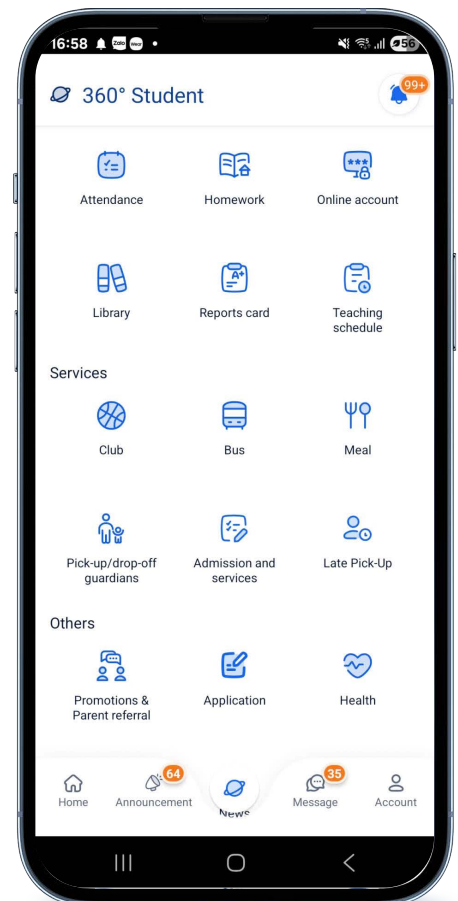 16:58 Zalo •
56
360° Student
99+
Attendance
Homework
Online account
***
Library
A+
Reports card
Teaching
schedule
Services
Club
Bus
Meal
Pick-up/drop-off
guardians
Admission and
services
Late Pick-Up
Others
Promotions &
Parent referral
Application
Health
64
35
Home
Announcement
News
Message
Account